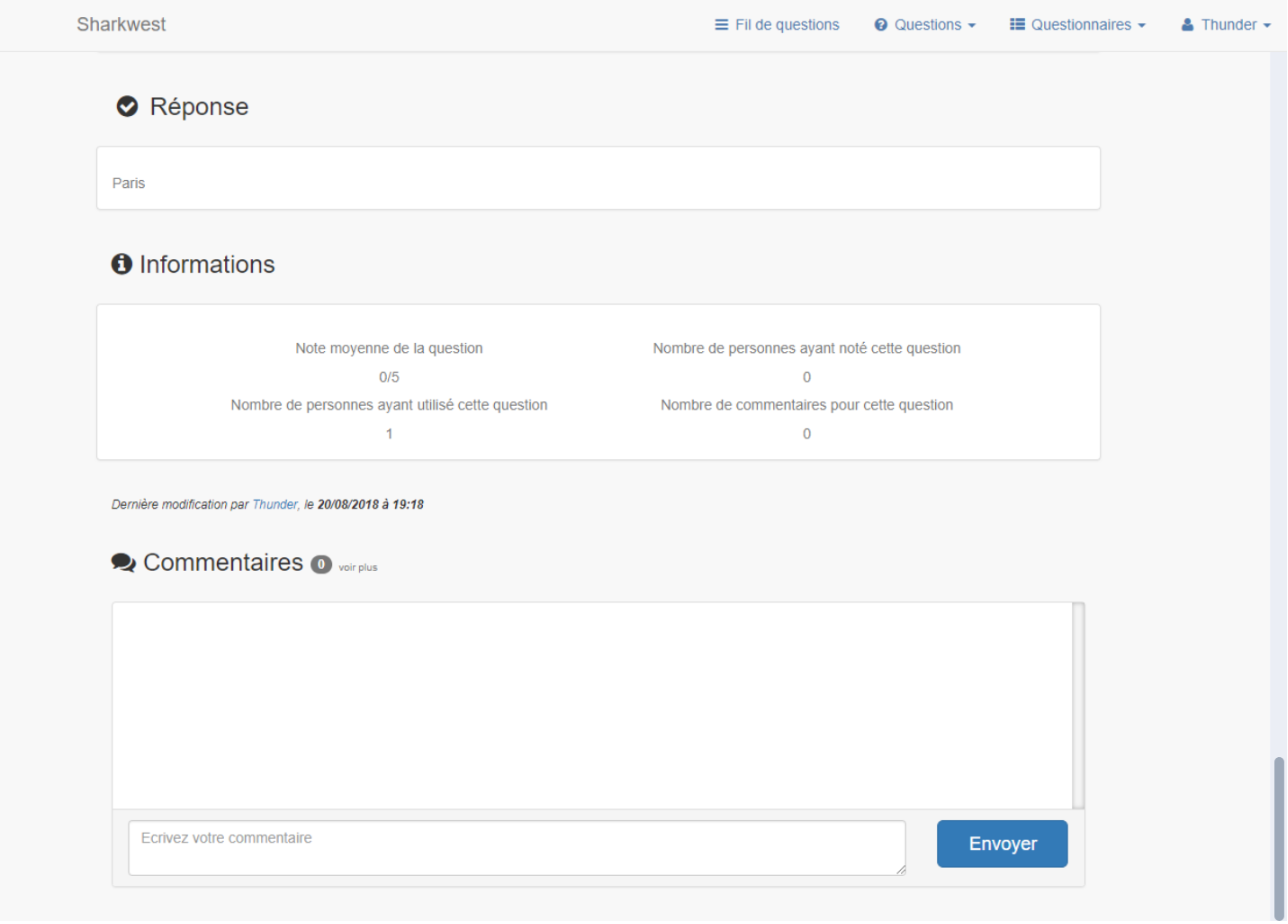 Sharkwest Fil de questions Questions Questionnaires Thunder
Réponse
Paris
Informations
Note moyenne de la question Nombre de personnes ayant noté cette question
0/5 0
Nombre de personnes ayant utilisé cette question Nombre de commentaires pour cette question
1 0
Dernière modification par Thunder, le 20/08/2018 à 19:18
Commentaires 0 voir plus
Ecrivez votre commentaire Envoyer